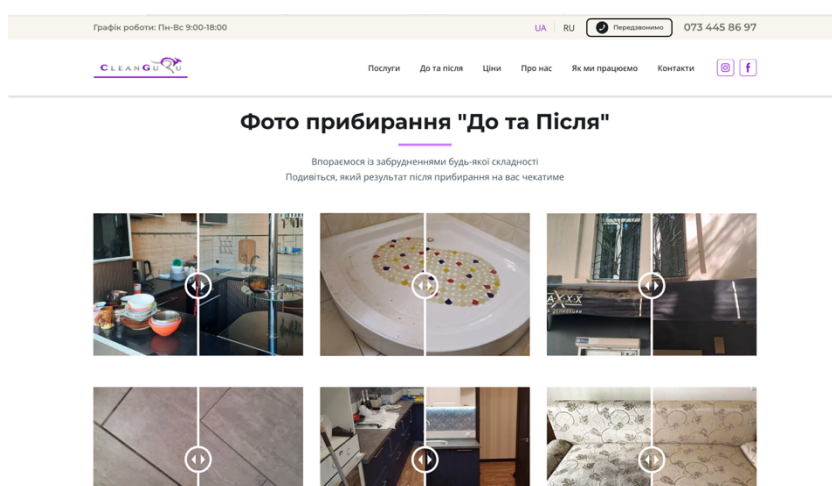 Графік роботи: Пн-Вс 9:00-18:00
UA RU Передзвонимо 073 445 86 97
CLEANGURU
Послуги До та після Ціни Про нас Як ми працюємо Контакти
Фото прибирання "До та Після"
Впораємося із забрудненнями будь-якої складності
Подивіться, який результат після прибирання на вас чекатиме